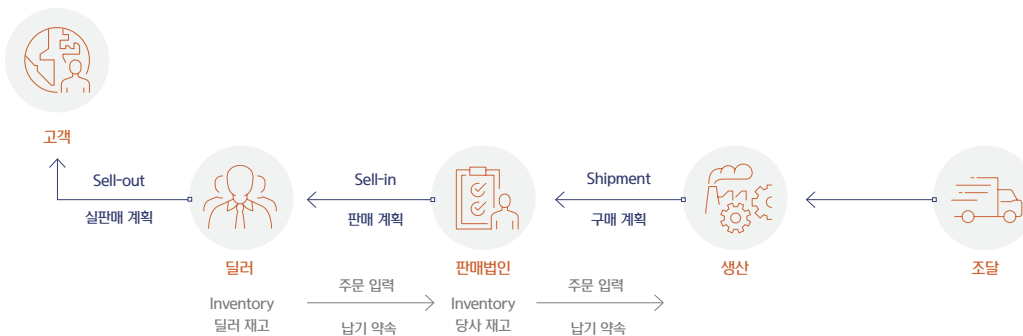 고객
Sell-out
실판매 계획
Sell-in
판매 계획
Shipment
구매 계획
딜러
판매법인
생산
조달
Inventory
딜러 재고
주문 입력
납기 약속
Inventory
당사 재고
주문 입력
납기 약속